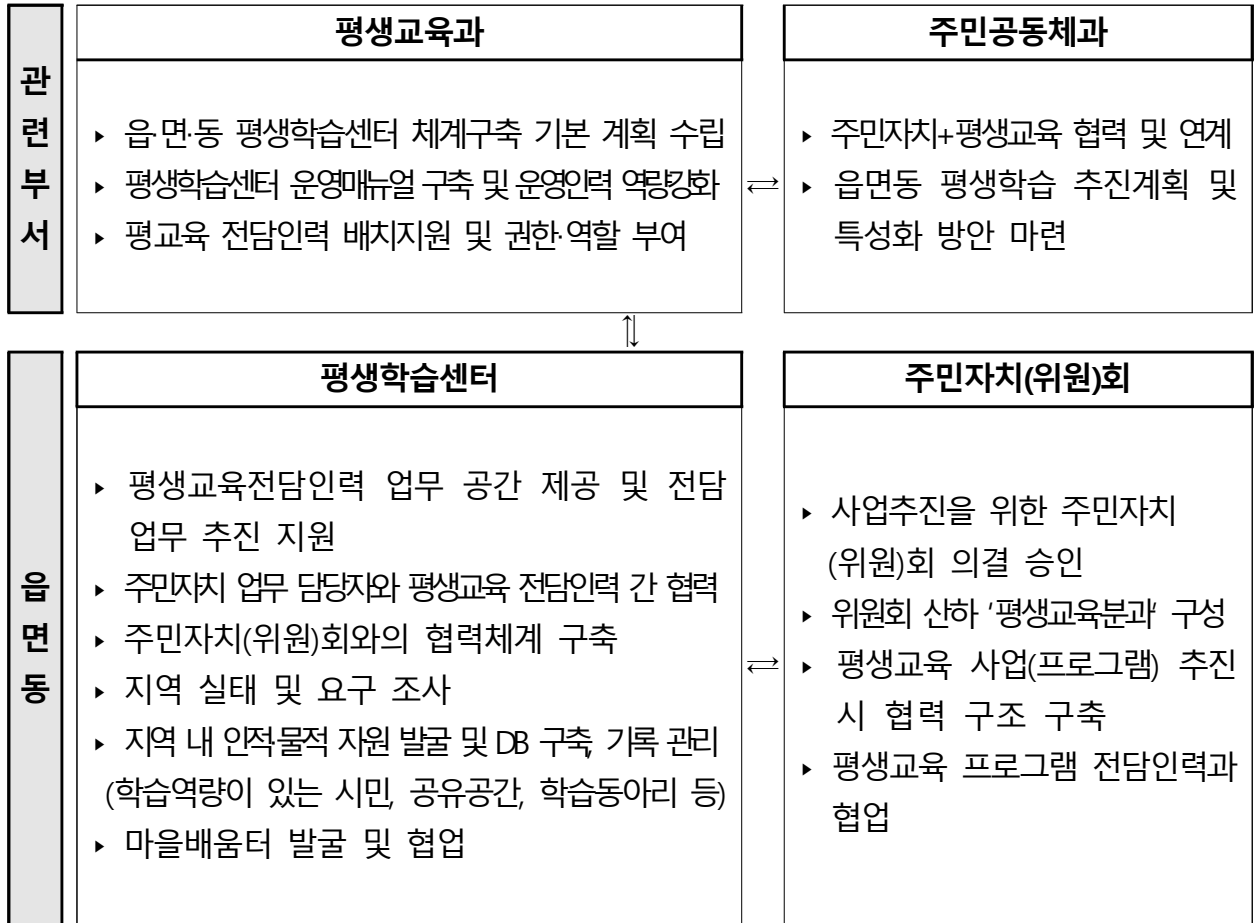 관련부서
평생교육과
▸ 읍·면·동 평생학습센터 체계구축 기본 계획 수립
▸ 평생학습센터 운영매뉴얼 구축 및 운영인력 역량강화
▸ 평교육 전담인력 배치지원 및 권한·역할 부여
⇄
주민공동체과
▸ 주민자치+평생교육 협력 및 연계
▸ 읍면동 평생학습 추진계획 및
특성화 방안 마련
⇅
읍면동
평생학습센터
▸ 평생교육전담인력 업무 공간 제공 및 전담
업무 추진 지원
▸ 주민자치 업무 담당자와 평생교육 전담인력 간 협력
▸ 주민자치(위원)회와의 협력체계 구축
▸ 지역 실태 및 요구 조사
▸ 지역 내 인적·물적 자원 발굴 및 DB 구축, 기록 관리
(학습역량이 있는 시민, 공유공간, 학습동아리 등)
▸ 마을배움터 발굴 및 협업
⇄
주민자치(위원)회
▸ 사업추진을 위한 주민자치
(위원)회 의결 승인
▸ 위원회 산하 '평생교육분과' 구성
▸ 평생교육 사업(프로그램) 추진
시 협력 구조 구축
▸ 평생교육 프로그램 전담인력과
협업